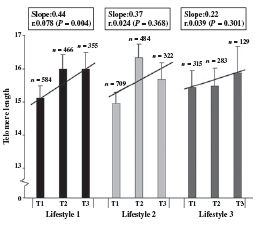 Slope:0.44
r.0.078 (P = 0.004)
Slope:0.37
r.0.024 (P = 0.368)
Slope:0.22
r.0.039 (P = 0.301)
Telomere length
17
16
15
14
13
0
n = 584
n = 466
n = 355
n = 709
n = 484
n = 322
n = 315
n = 283
n = 129
T1 T2 T3
T1 T2 T3
T1 T2 T3
Lifestyle 1
Lifestyle 2
Lifestyle 3